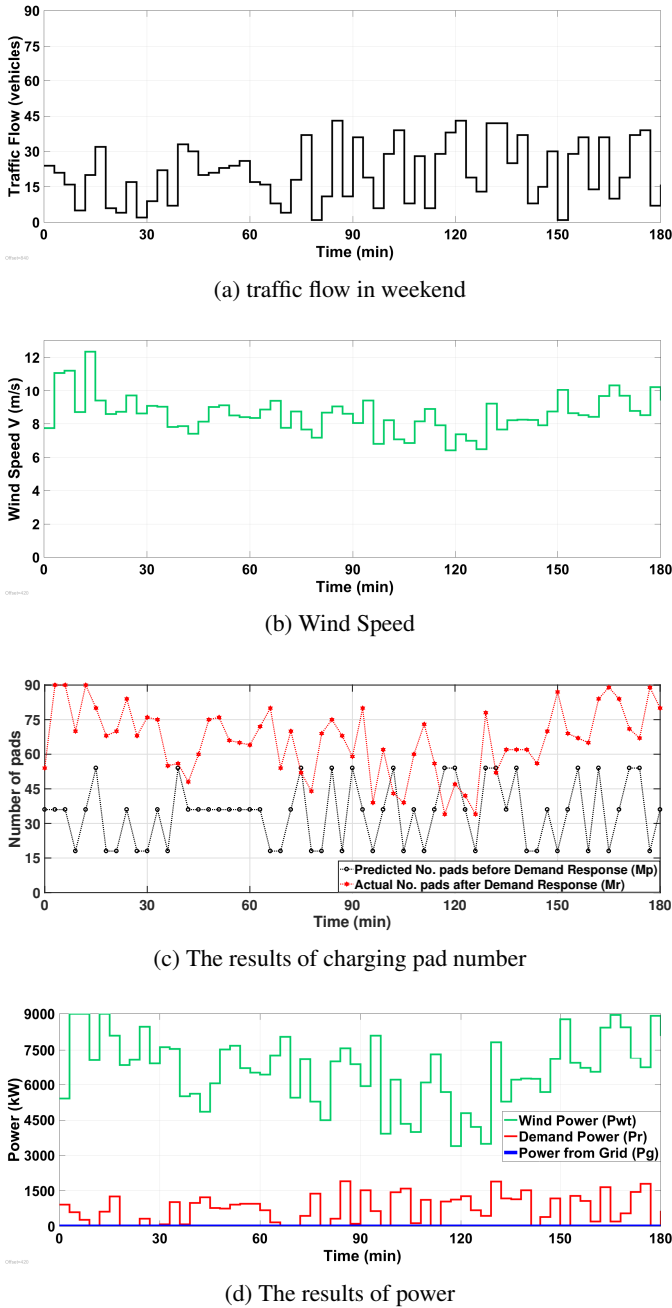 90
75
60
45
30
15
0
Traffic Flow (vehicles)
0 30 60 90 120 150 180
Time (min)
(a) traffic flow in weekend
12
10
8
6
4
2
0
Wind Speed V (m/s)
0 30 60 90 120 150 180
Time (min)
(b) Wind Speed
90
75
60
45
30
15
0
Number of pads
Predicted No. pads before Demand Response (Mp)
Actual No. pads after Demand Response (Mr)
0 30 60 90 120 150 180
Time (min)
(c) The results of charging pad number
9000
7500
6000
4500
3000
1500
0
Power (kW)
Wind Power (Pwt)
Demand Power (Pr)
Power from Grid (Pg)
0 30 60 90 120 150 180
Time (min)
(d) The results of power